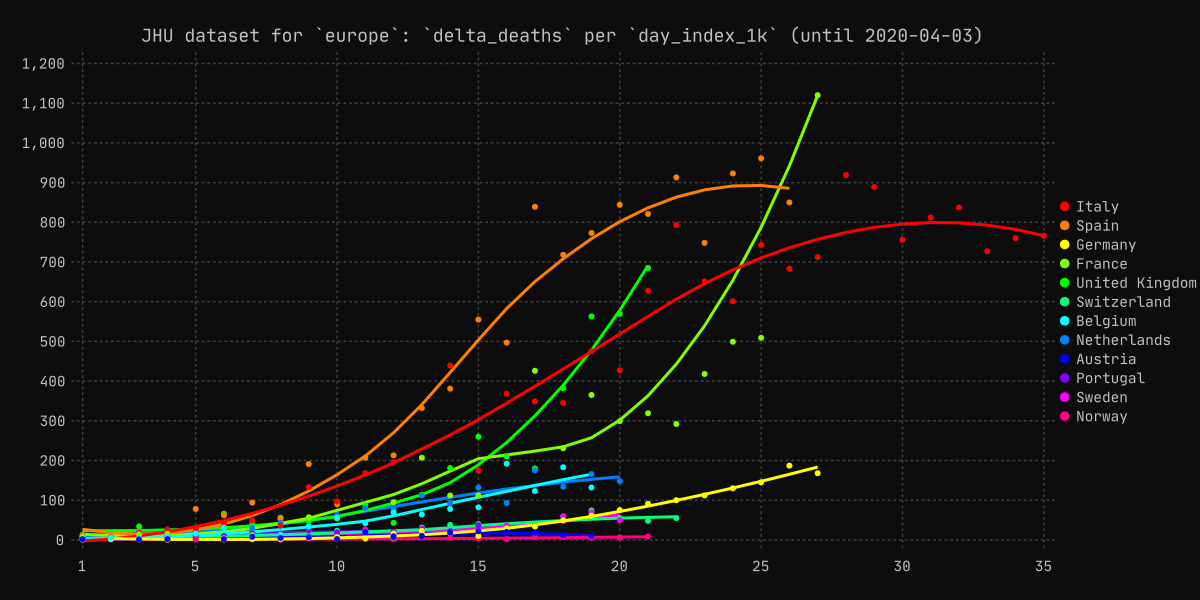 JHU dataset for `europe`: `delta_deaths` per `day_index_1k` (until 2020-04-03)
1,200
1,100
1,000
900
800
700
600
500
400
300
200
100
0
1 5 10 15 20 25 30 35
Italy
Spain
Germany
France
United Kingdom
Switzerland
Belgium
Netherlands
Austria
Portugal
Sweden
Norway